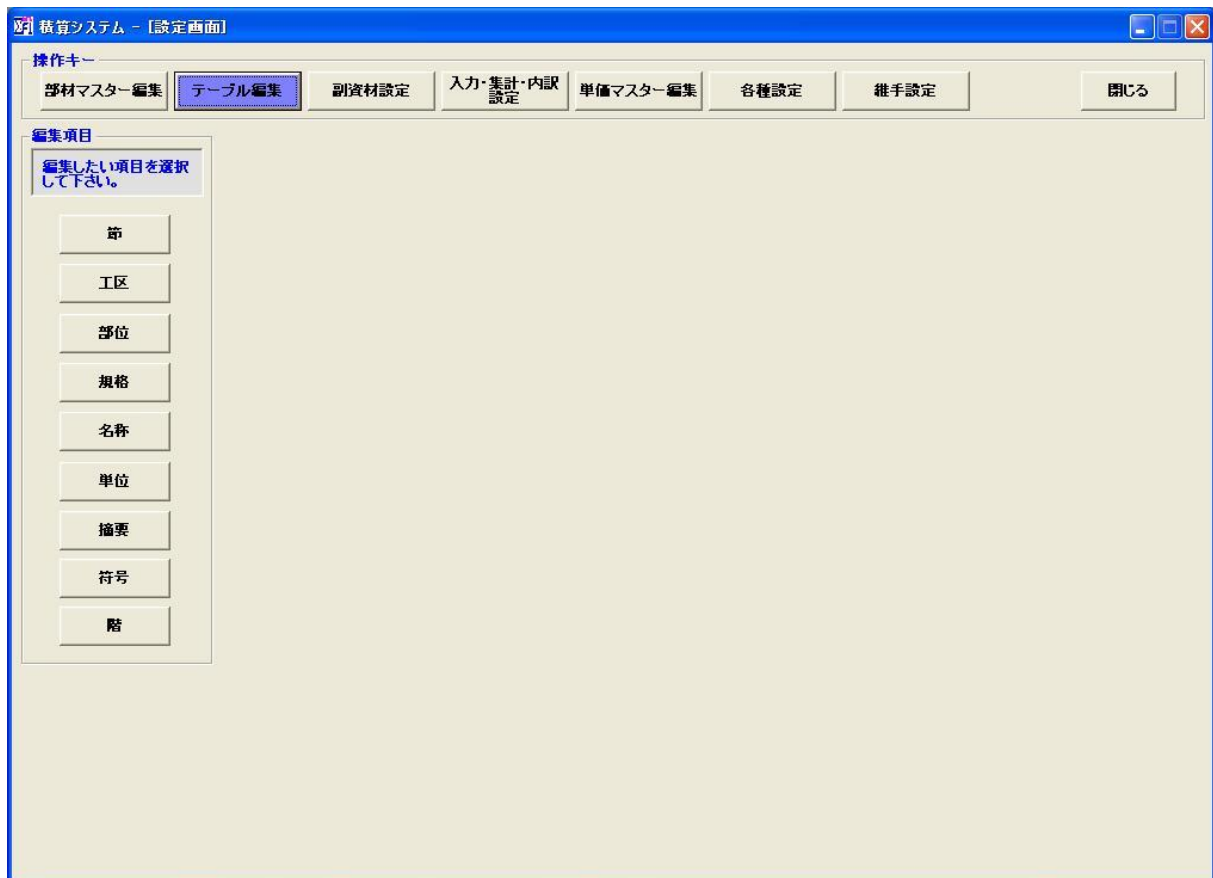 積算システム - [設定画面]
操作キー
部材マスター編集
テーブル編集
副資材設定
入力・集計・内訳
設定
単価マスター編集
各種設定
継手設定
閉じる
編集項目
編集したい項目を選択
して下さい。
節
工区
部位
規格
名称
単位
摘要
符号
階